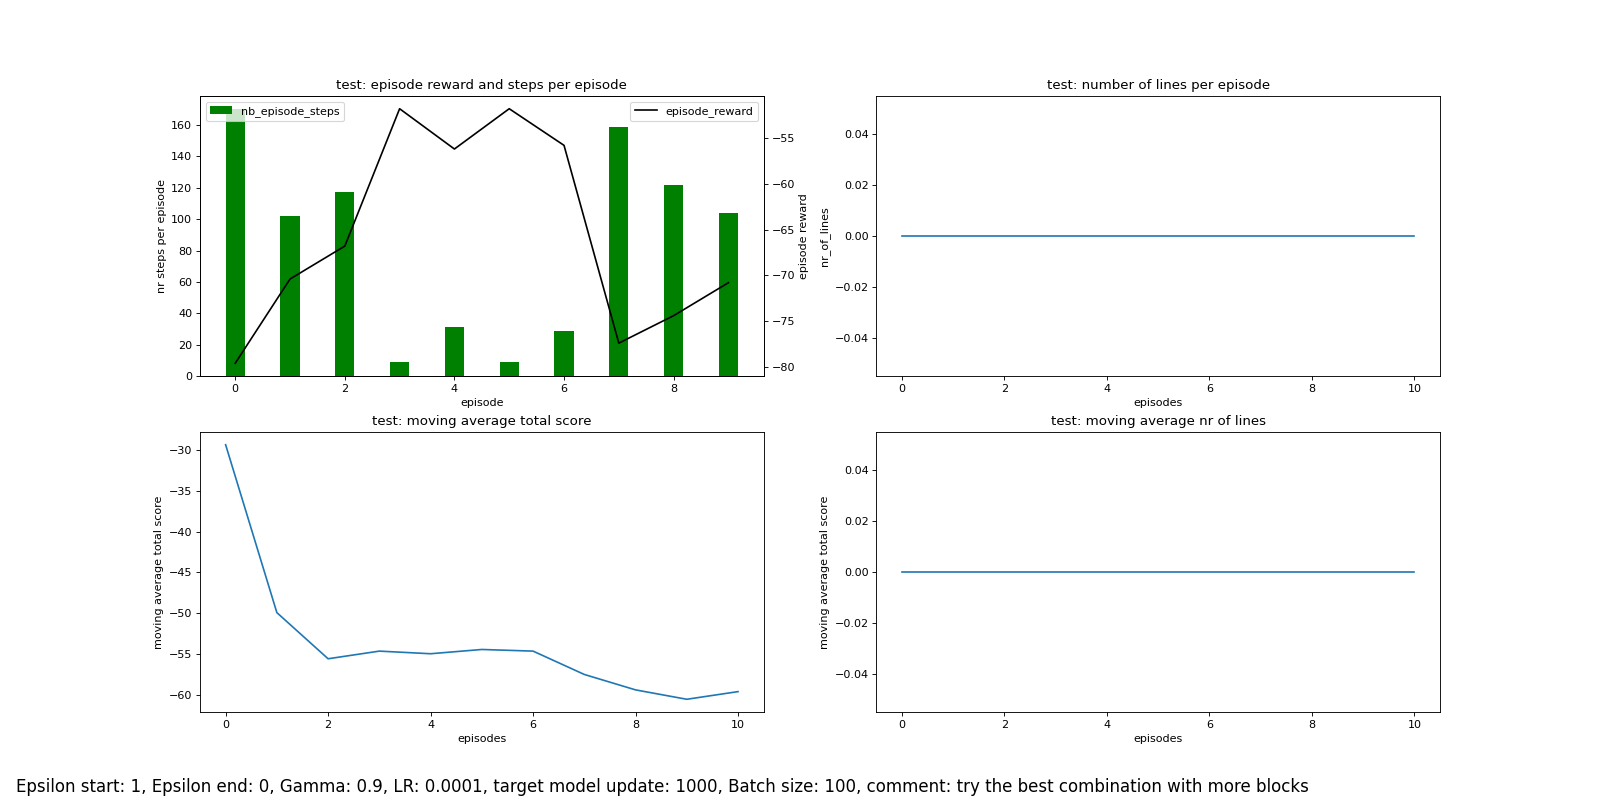 test: episode reward and steps per episode
nb_episode_steps
episode_reward
160
140
120
100
80
60
40
20
0
nr steps per episode
−55
−60
−65
−70
−75
−80
episode reward
0 2 4 6 8
episode
test: number of lines per episode
0.04
0.02
0.00
−0.02
−0.04
nr_of_lines
0 2 4 6 8 10
episodes
test: moving average total score
−30
−35
−40
−45
−50
−55
−60
moving average total score
0 2 4 6 8 10
episodes
test: moving average nr of lines
0.04
0.02
0.00
−0.02
−0.04
moving average total score
0 2 4 6 8 10
episodes
Epsilon start: 1, Epsilon end: 0, Gamma: 0.9, LR: 0.0001, target model update: 1000, Batch size: 100, comment: try the best combination with more blocks